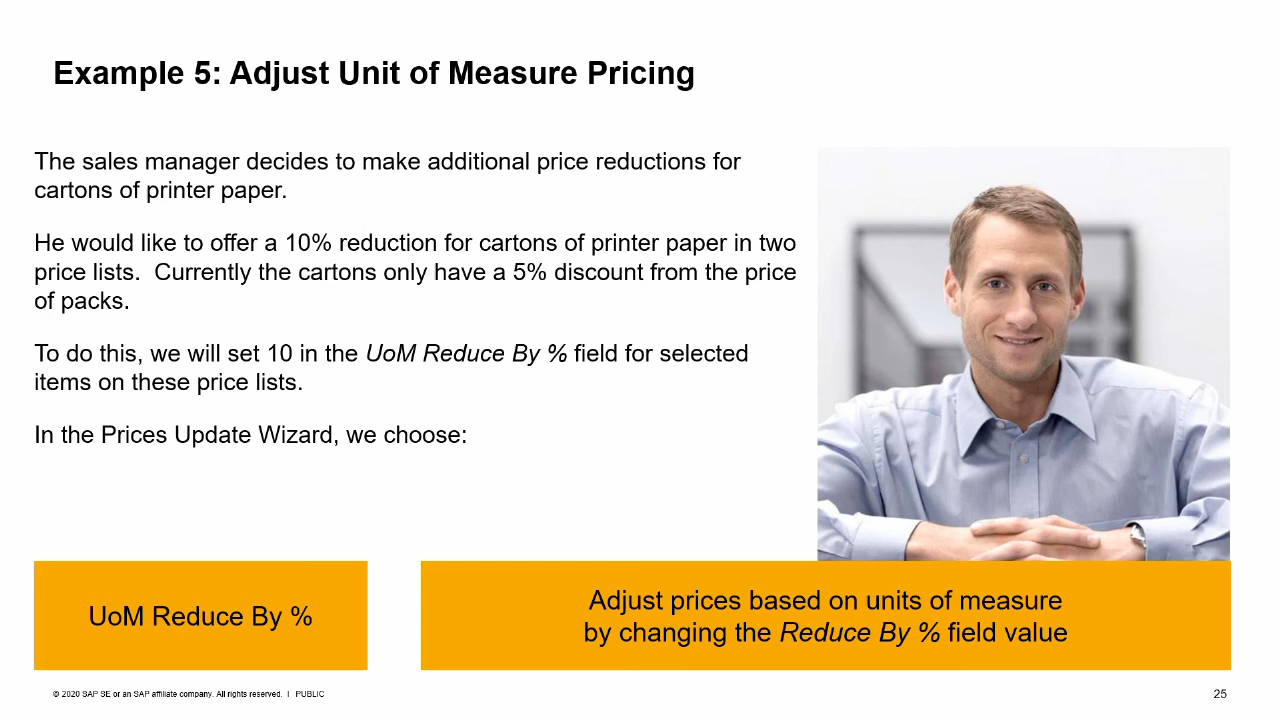 Example 5: Adjust Unit of Measure Pricing
The sales manager decides to make additional price reductions for
cartons of printer paper.
He would like to offer a 10% reduction for cartons of printer paper in two
price lists.  Currently the cartons only have a 5% discount from the price
of packs.
To do this, we will set 10 in the UoM Reduce By % field for selected
items on these price lists.
In the Prices Update Wizard, we choose:
UoM Reduce By %
Adjust prices based on units of measure
by changing the Reduce By % field value
© 2020 SAP SE or an SAP affiliate company. All rights reserved. I PUBLIC
25